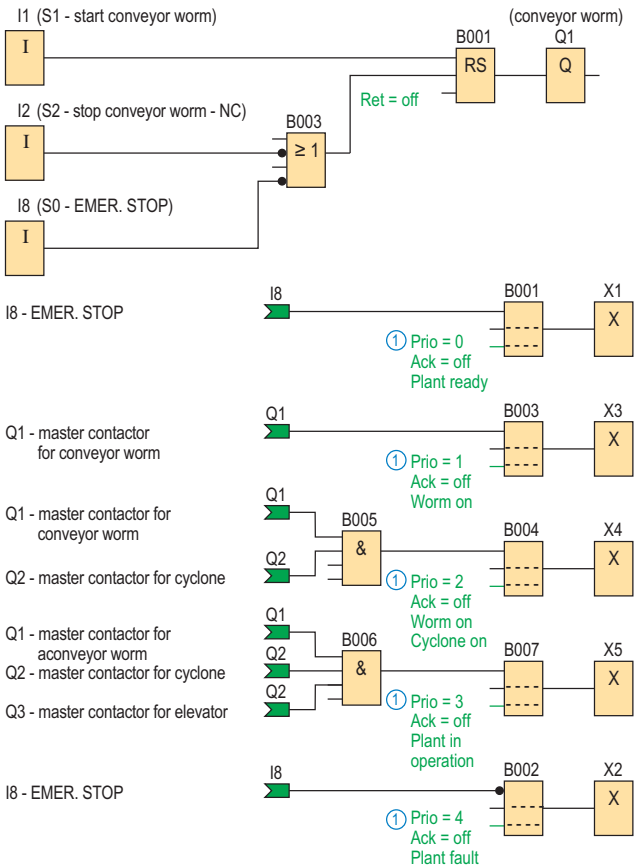 I1 (S1 - start conveyor worm)
(conveyor worm)
B001
Q1
I
RS
Q
Ret = off
I2 (S2 - stop conveyor worm - NC)
B003
I
≥ 1
I8 (S0 - EMER. STOP)
I
I8 - EMER. STOP
I8
B001
X1
X
1 Prio = 0
Ack = off
Plant ready
Q1 - master contactor
for conveyor worm
Q1
B003
X3
X
1 Prio = 1
Ack = off
Worm on
Q1 - master contactor for
conveyor worm
Q1
B005
&
B004
X4
X
Q2 - master contactor for cyclone
Q2
1 Prio = 2
Ack = off
Worm on
Cyclone on
Q1 - master contactor for
aconveyor worm
Q1
B006
&
B007
X5
X
Q2 - master contactor for cyclone
Q2
Q3 - master contactor for elevator
Q2
1 Prio = 3
Ack = off
Plant in
operation
I8 - EMER. STOP
I8
B002
X2
X
1 Prio = 4
Ack = off
Plant fault